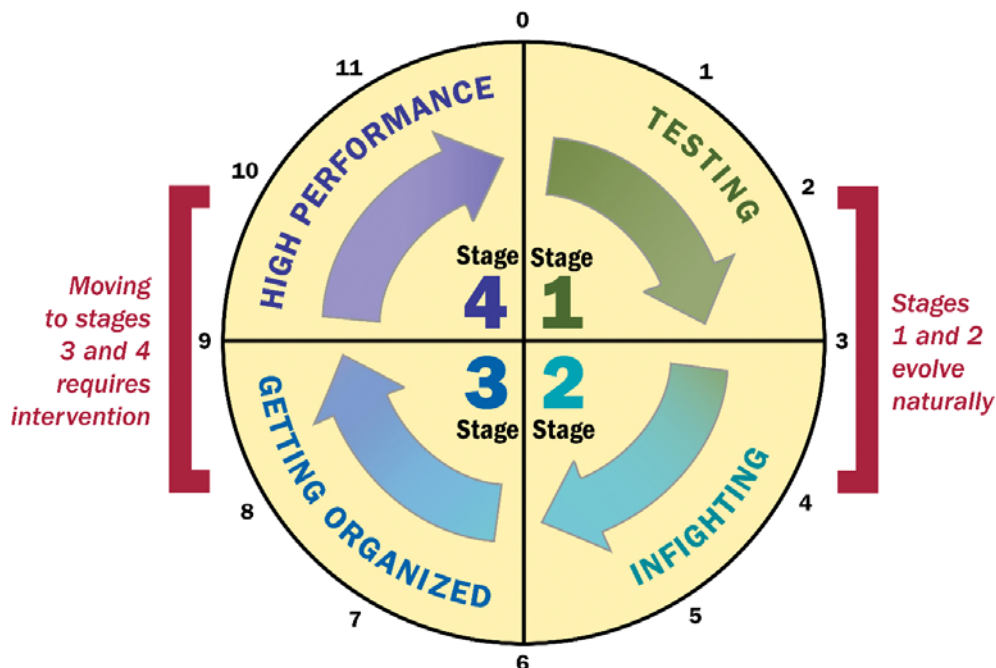 0
11
1
HIGH PERFORMANCE
TESTING
10
2
Stage
4
Stage
1
Moving
to stages
3 and 4
requires
intervention
9
3
Stages
1 and 2
evolve
naturally
3
Stage
2
Stage
GETTING ORGANIZED
INFIGHTING
8
4
7
5
6